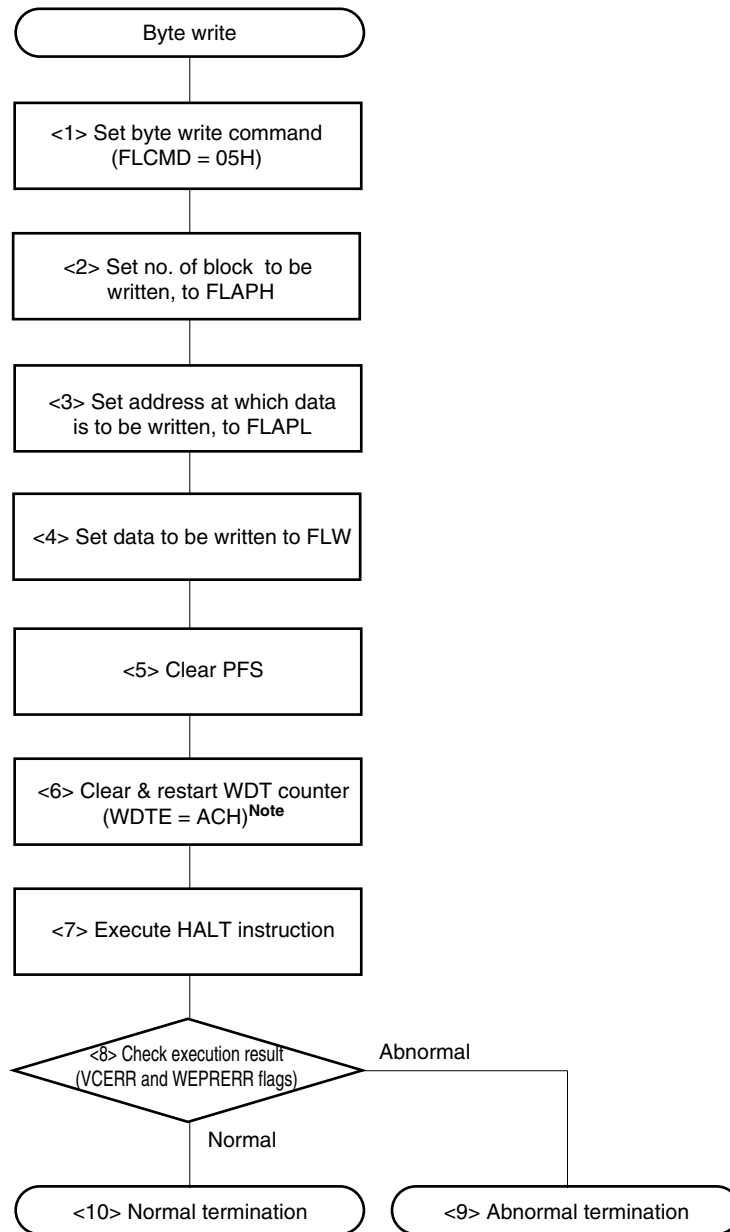 Byte write
<1> Set byte write command
(FLCMD = 05H)
<2> Set no. of block to be
written, to FLAPH
<3> Set address at which data
is to be written, to FLAPL
<4> Set data to be written to FLW
<5> Clear PFS
<6> Clear & restart WDT counter
(WDTE = ACH)Note
<7> Execute HALT instruction
<8> Check execution result
(VCERR and WEPRERR flags)
Abnormal
Normal
<10> Normal termination
<9> Abnormal termination